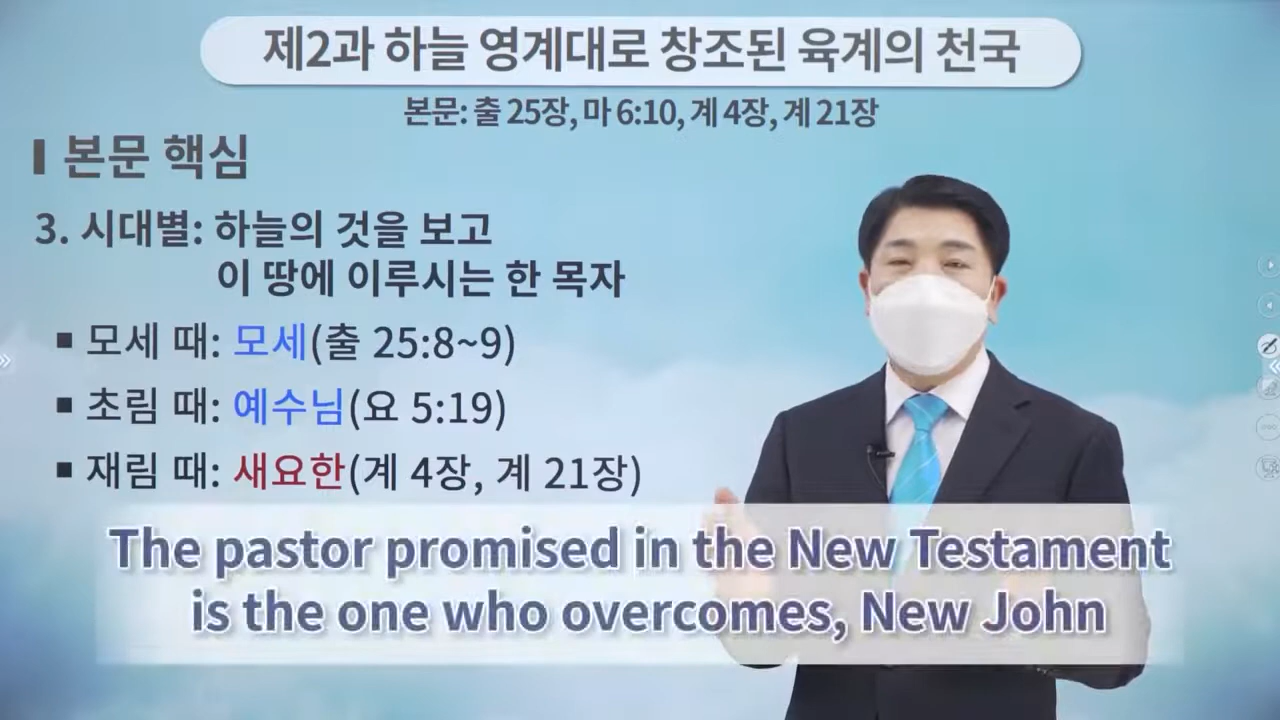 제2과 하늘 영계대로 창조된 육계의 천국
본문: 출 25장, 마 6:10, 계 4장, 계 21장
본문 핵심
3. 시대별: 하늘의 것을 보고
이 땅에 이루시는 한 목자
▪ 모세 때: 모세(출 25:8~9)
▪ 초림 때: 예수님(요 5:19)
▪ 재림 때: 새요한(계 4장, 계 21장)
The pastor promised in the New Testament
is the one who overcomes, New John